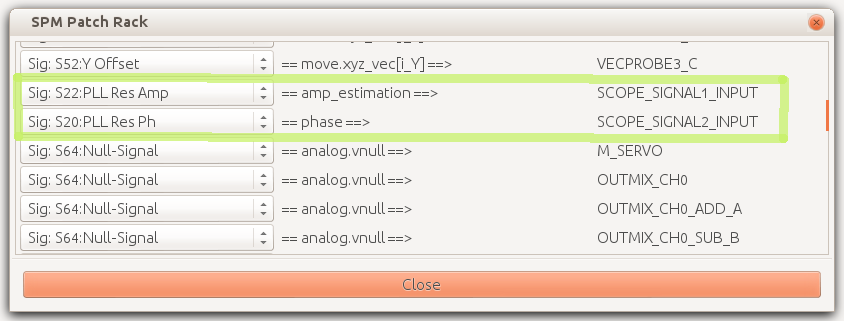 SPM Patch Rack
Sig: S52:Y Offset == move.xyz_vec[i_Y] ==> VECPROBE3_C
Sig: S22:PLL Res Amp == amp_estimation ==> SCOPE_SIGNAL1_INPUT
Sig: S20:PLL Res Ph == phase ==> SCOPE_SIGNAL2_INPUT
Sig: S64:Null-Signal == analog.vnull ==> M_SERVO
Sig: S64:Null-Signal == analog.vnull ==> OUTMIX_CH0
Sig: S64:Null-Signal == analog.vnull ==> OUTMIX_CH0_ADD_A
Sig: S64:Null-Signal == analog.vnull ==> OUTMIX_CH0_SUB_B
Close